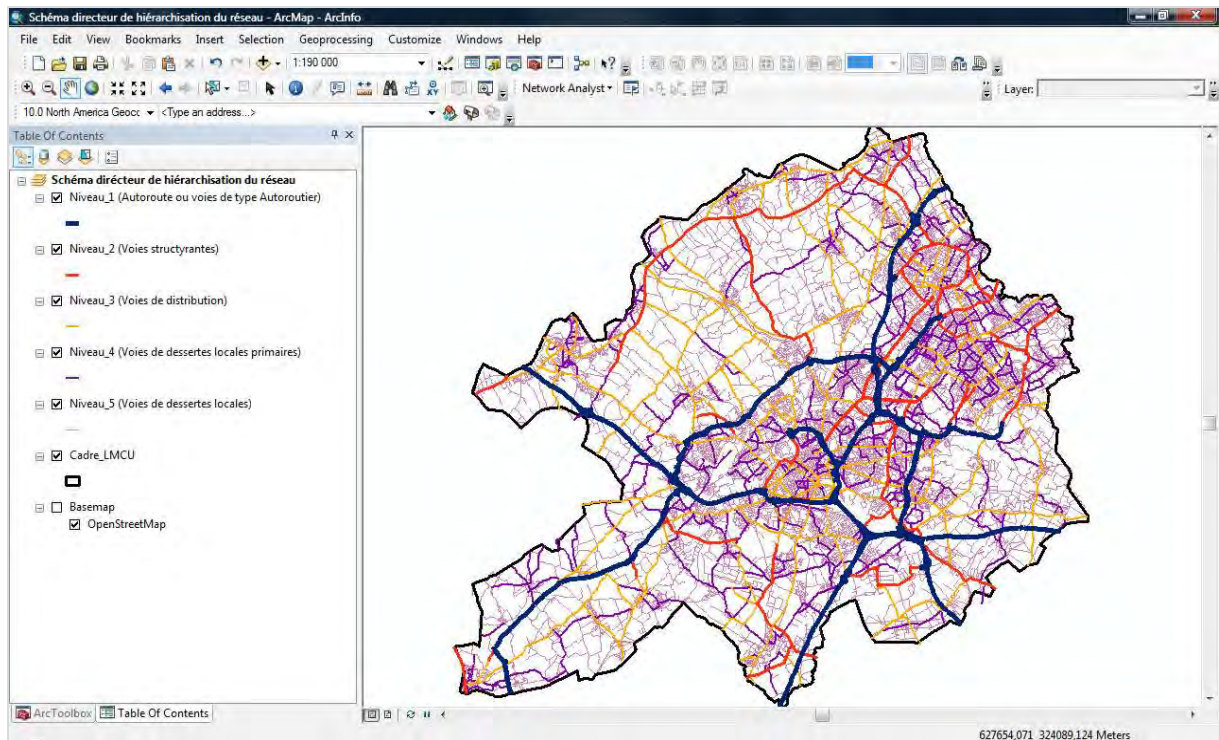 Schéma directeur de hiérarchisation du réseau - ArcMap - ArcInfo
File Edit View Bookmarks Insert Selection Geoprocessing Customize Windows Help
1:190 000
Network Analyst
Layer:
10.0 North America Geocc <Type an address...>
Table Of Contents
Schéma dirécteur de hiérarchisation du réseau
Niveau_1 (Autoroute ou voies de type Autoroutier)
Niveau_2 (Voies structyrantes)
Niveau_3 (Voies de distribution)
Niveau_4 (Voies de dessertes locales primaires)
Niveau_5 (Voies de dessertes locales)
Cadre_LMCU
Basemap
OpenStreetMap
ArcToolbox Table Of Contents
627654,071 324089,124 Meters